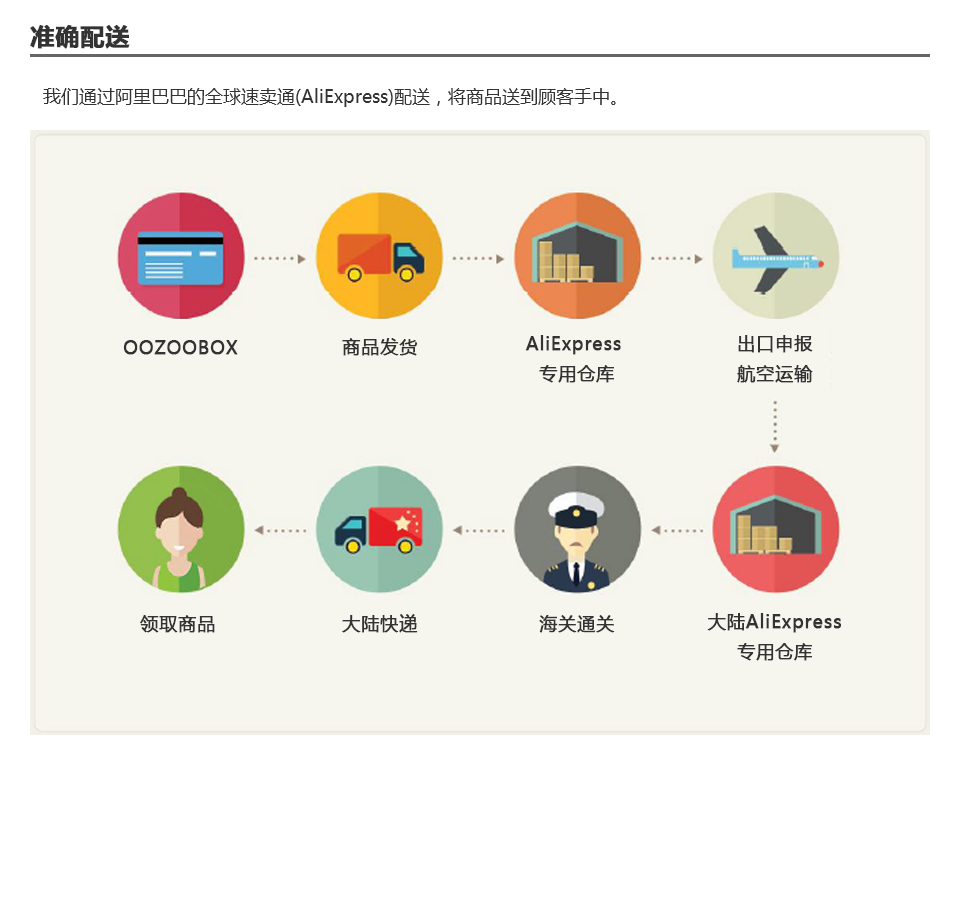 准确配送
我们通过阿里巴巴的全球速卖通(AliExpress)配送，将商品送到顾客手中。
OOZOOBOX
商品发货
AliExpress
专用仓库
出口申报
航空运输
领取商品
大陆快递
海关通关
大陆AliExpress
专用仓库